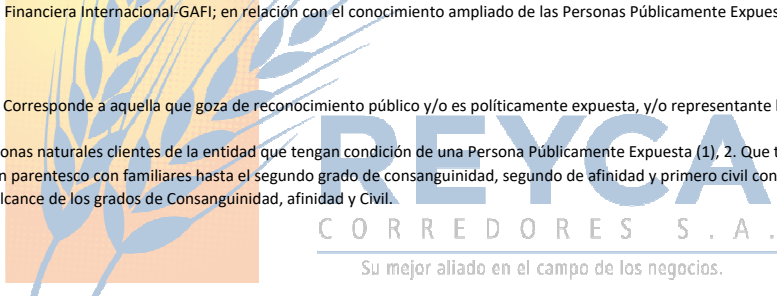 Financiera Internacional-GAFI; en relación con el conocimiento ampliado de las Personas Públicamente Expues
Corresponde a aquella que goza de reconocimiento público y/o es políticamente expuesta, y/o representante l
onas naturales clientes de la entidad que tengan condición de una Persona Públicamente Expuesta (1), 2. Que t
n parentesco con familiares hasta el segundo grado de consanguinidad, segundo de afinidad y primero civil con
lcance de los grados de Consanguinidad, afinidad y Civil.
REYCA
CORREDORES S.A.
Su mejor aliado en el campo de los negocios.